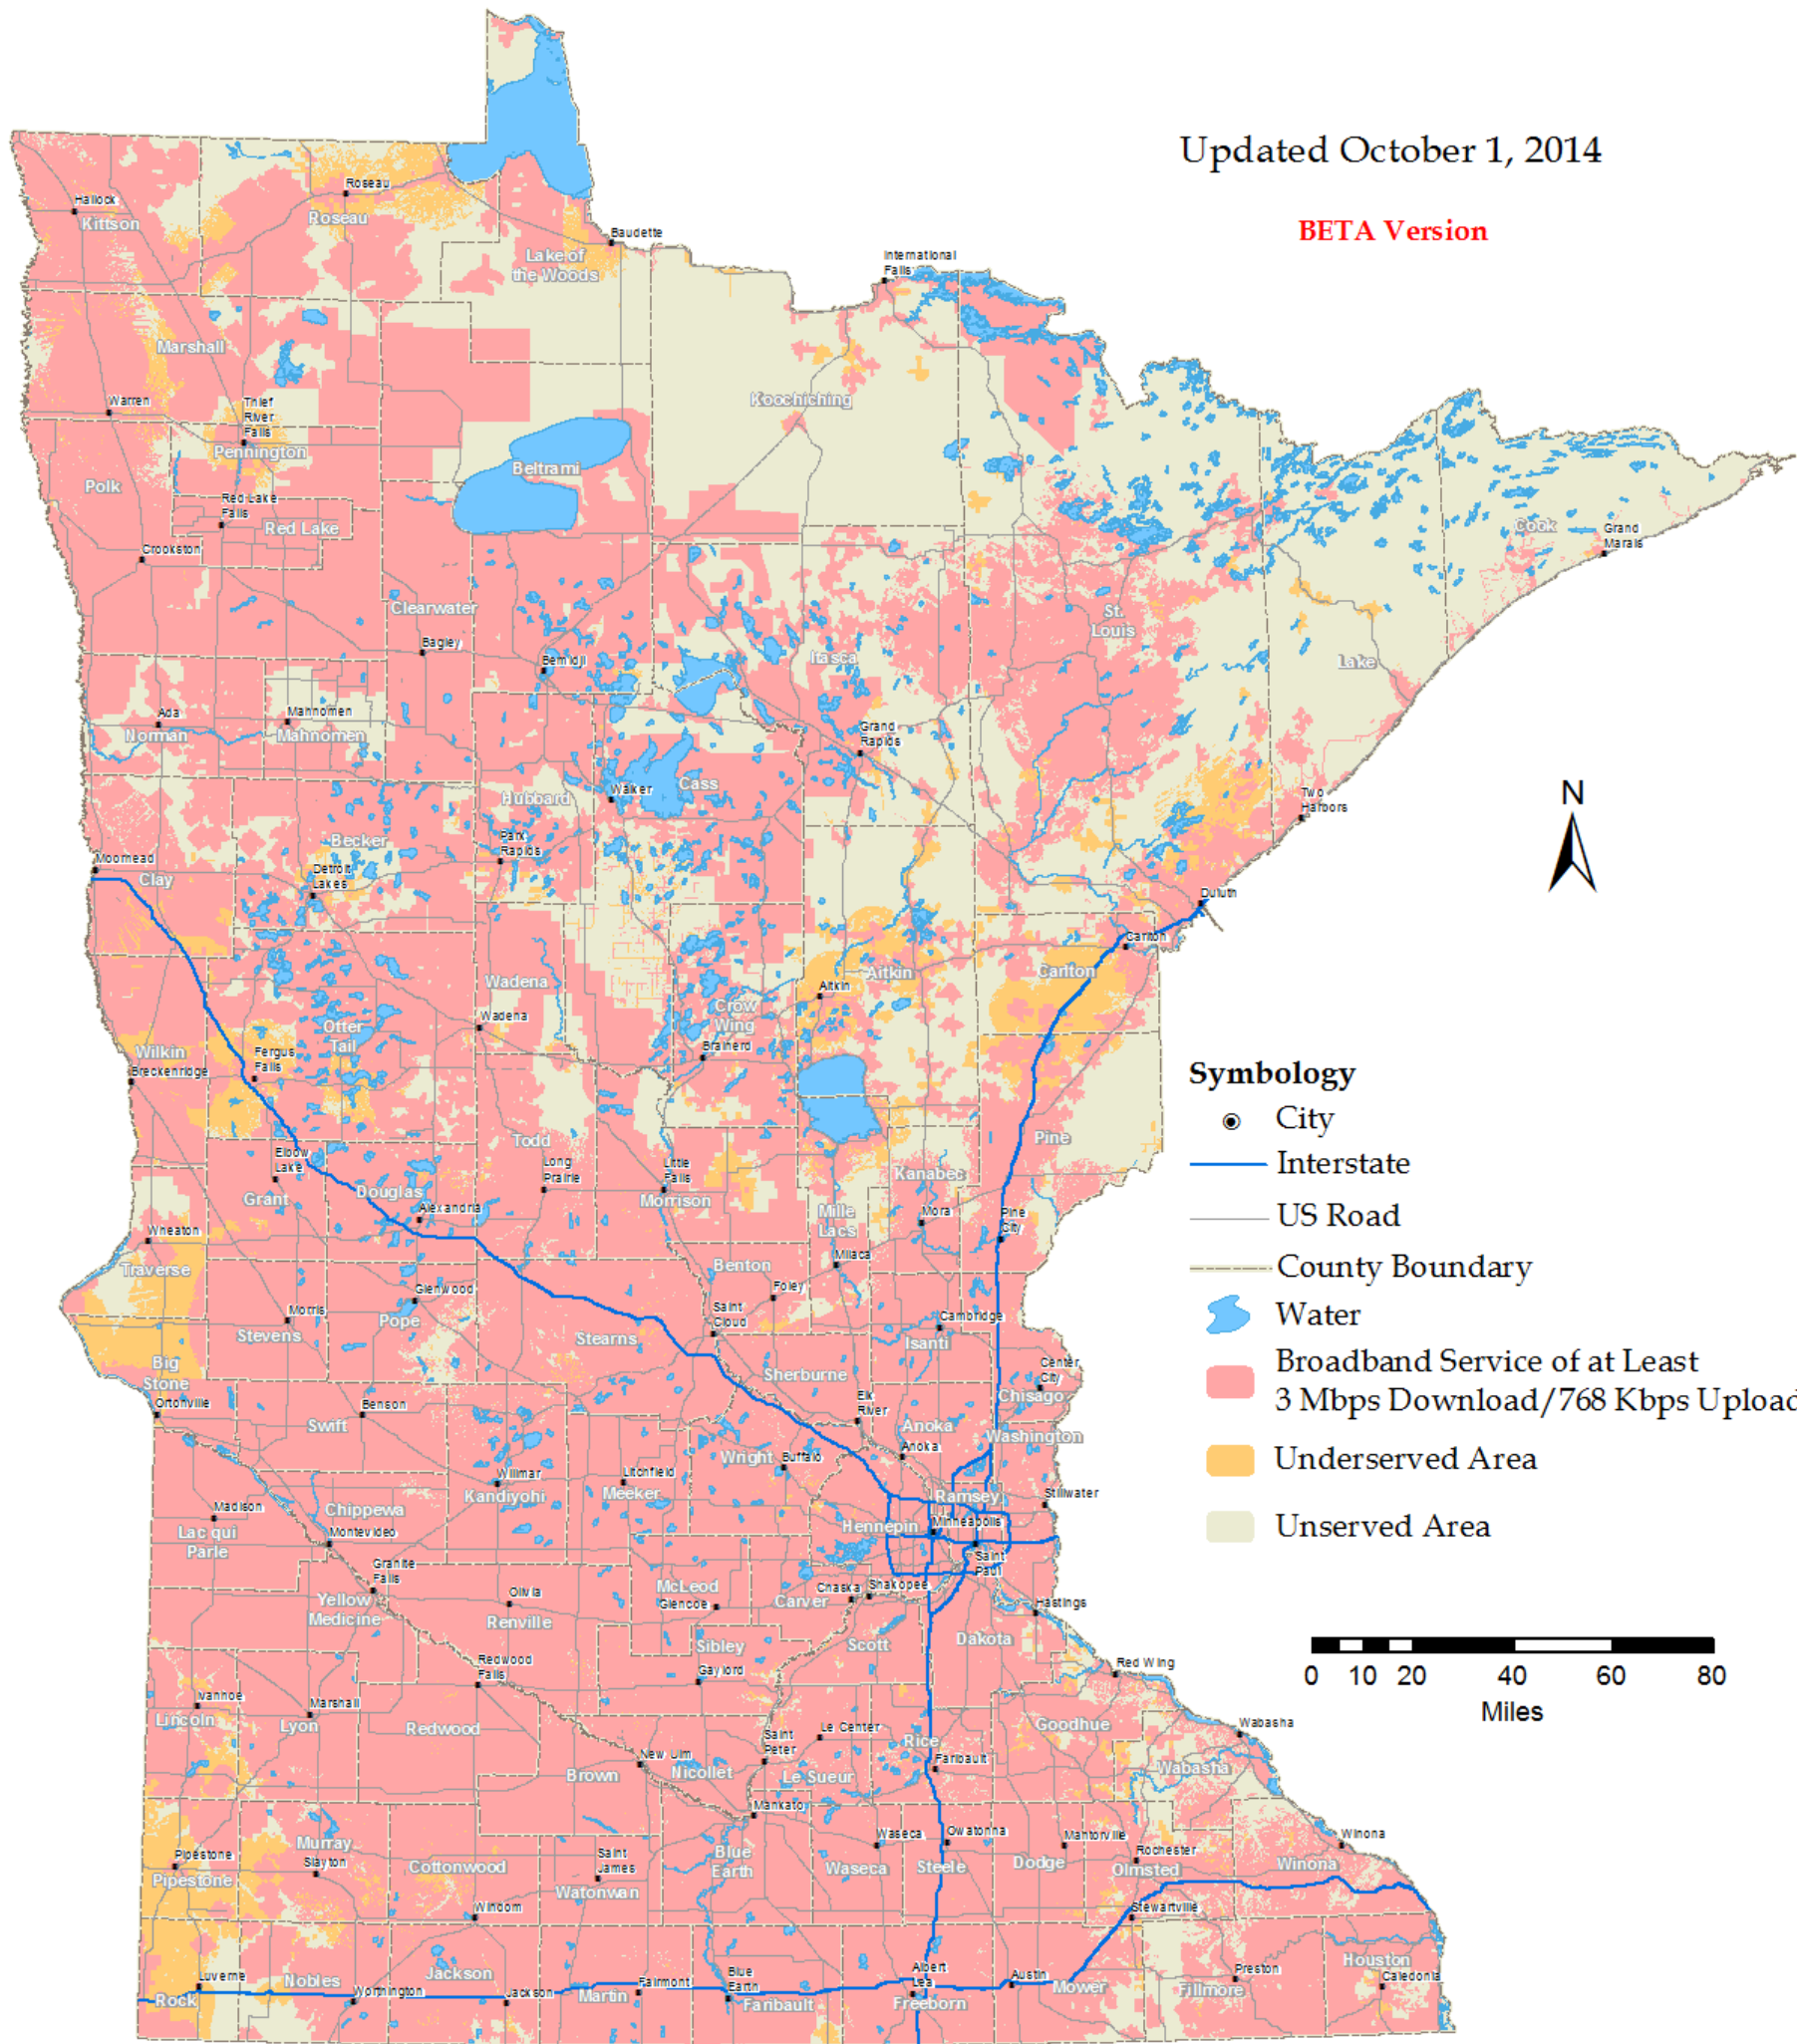 Updated October 1, 2014
BETA Version
Hallock
Kittson
Roseau
Roseau
Baudette
Lake of
the Woods
International
Falls
Marshall
Warren
Thief
River
Falls
Pennington
Koochiching
Beltrami
Polk
Red Lake
Falls
Red Lake
Crookston
Cook
Grand
Marais
Clearwater
Bagley
Bemidji
St.
Louis
Itasca
Lake
Ada
Norman
Mahnomen
Mahnomen
Grand
Rapids
Hubbard
Walker
Cass
Two
Harbors
N
Becker
Park
Rapids
Moorhead
Clay
Detroit
Lakes
Duluth
Carlton
Carlton
Aitkin
Aitkin
Wadena
Wadena
Crow
Wing
Brainerd
Otter
Tail
Wilkin
Breckenridge
Fergus
Falls
Symbology
City
Interstate
US Road
County Boundary
Water
Broadband Service of at Least
3 Mbps Download/768 Kbps Upload
Underserved Area
Unserved Area
0 10 20 40 60 80
Miles
Todd
Long
Prairie
Elbow
Lake
Grant
Douglas
Alexandria
Little
Falls
Morrison
Pine
Kanabec
Mora
Pine
City
Mille
Lacs
Milaca
Wheaton
Traverse
Benton
Foley
Glenwood
Pope
Morris
Stevens
Saint
Cloud
Stearns
Cambridge
Isanti
Big
Stone
Ortonville
Sherburne
Center
City
Chisago
Elk
River
Anoka
Anoka
Washington
Benson
Swift
Wright
Buffalo
Willmar
Kandiyohi
Litchfield
Meeker
Ramsey
Stillwater
Hennepin
Minneapolis
Saint
Paul
Madison
Lac qui
Parle
Chippewa
Montevideo
Granite
Falls
Yellow
Medicine
Olivia
Renville
McLeod
Glencoe
Carver
Chaska
Shakopee
Hastings
Scott
Dakota
Sibley
Gaylord
Redwood
Falls
Red Wing
Ivanhoe
Lincoln
Marshall
Lyon
Redwood
Goodhue
Wabasha
Wabasha
Le Center
Saint
Peter
Rice
Faribault
New Ulm
Nicollet
Brown
Le Sueur
Mankato
Murray
Slayton
Pipestone
Pipestone
Cottonwood
Saint
James
Watonwan
Blue
Earth
Waseca
Waseca
Owatonna
Steele
Mantorville
Dodge
Rochester
Olmsted
Winona
Winona
Windom
Stewartville
Luverne
Rock
Nobles
Worthington
Jackson
Jackson
Fairmont
Martin
Blue
Earth
Faribault
Albert
Lea
Freeborn
Austin
Mower
Preston
Fillmore
Houston
Caledonia